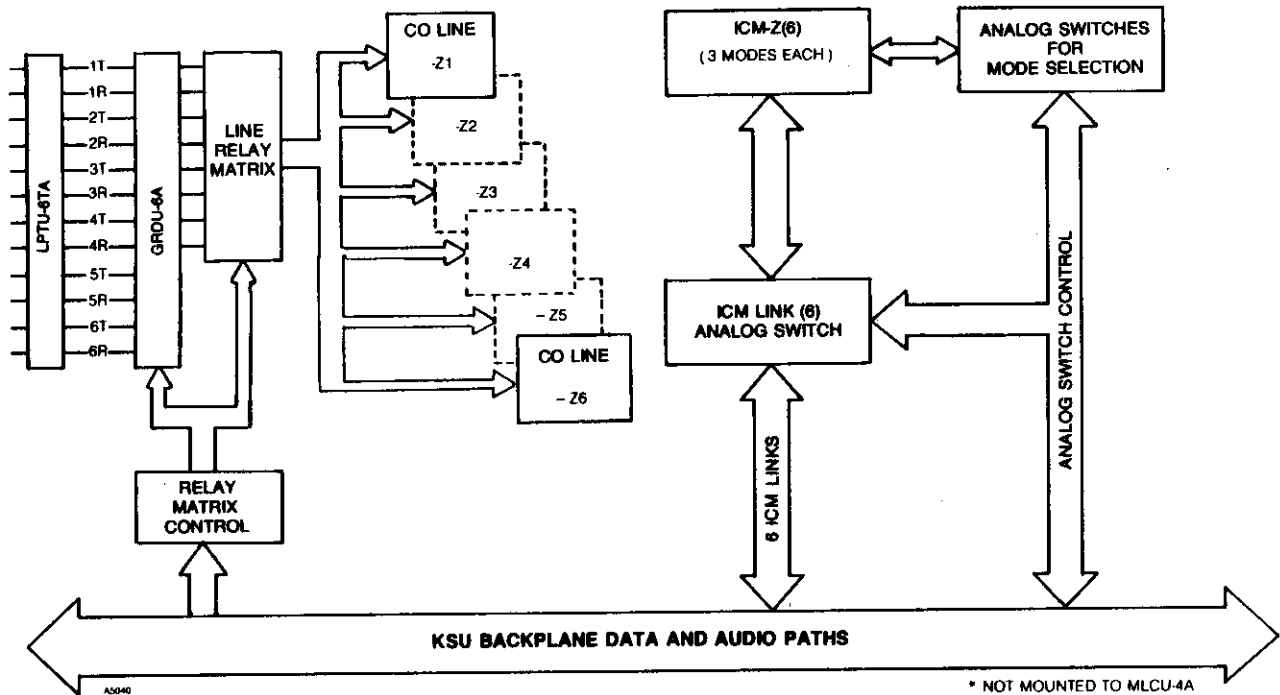 LPTU-6TA
1T
1R
2T
2R
3T
3R
4T
4R
5T
5R
6T
6R
GRDU-6A
LINE
RELAY
MATRIX
RELAY
MATRIX
CONTROL
CO LINE
-Z1
-Z2
-Z3
-Z4
– Z5
CO LINE
– Z6
ICM-Z(6)
( 3 MODES EACH )
ANALOG SWITCHES
FOR
MODE SELECTION
ICM LINK (6)
ANALOG SWITCH
6 ICM LINKS
ANALOG SWITCH CONTROL
KSU BACKPLANE DATA AND AUDIO PATHS
A5040
* NOT MOUNTED TO MLCU-4A